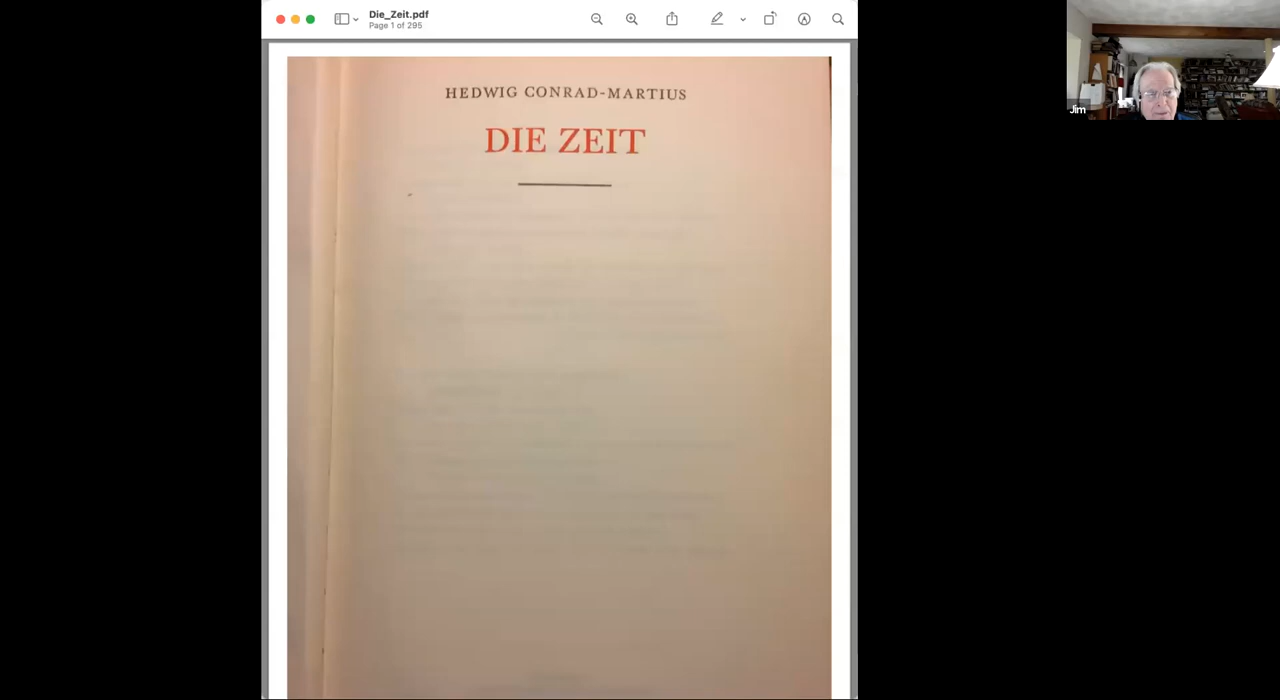 Die_Zeit.pdf
Page 1 of 295
HEDWIG CONRAD-MARTIUS
DIE ZEIT
Jim